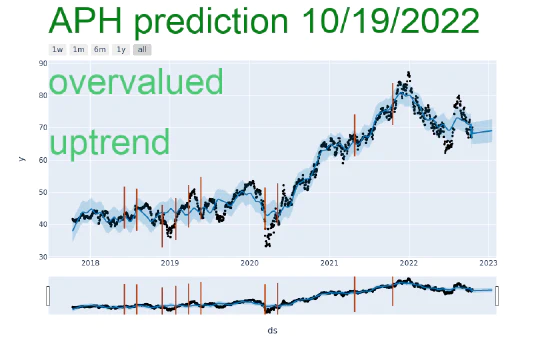 APH prediction 10/19/2022
1w 1m 6m 1y all
overvalued
uptrend
90
80
70
60
50
40
30
y
2018 2019 2020 2021 2022 2023
ds